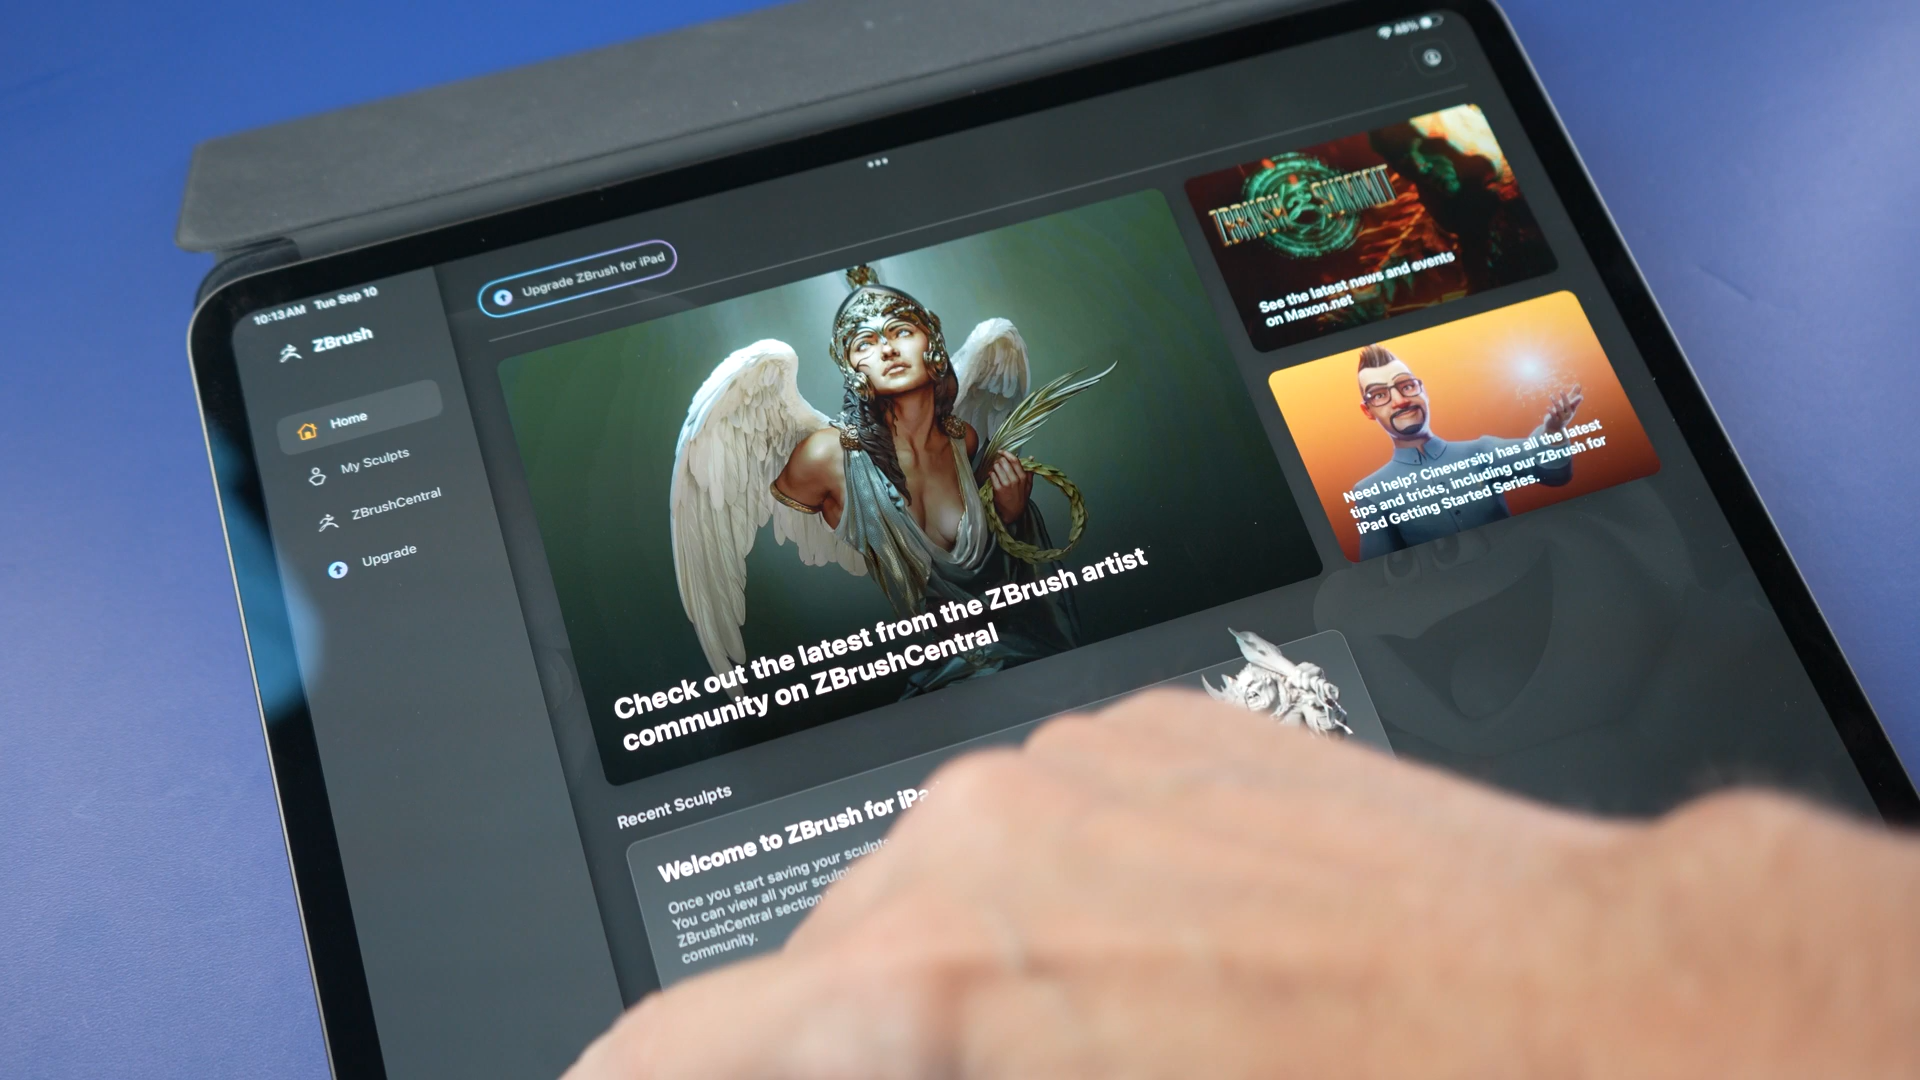 10:13 AM Tue Sep 10
48%
ZBrush
Home
My Sculpts
ZBrushCentral
Upgrade
Upgrade ZBrush for iPad
Check out the latest from the ZBrush artist
community on ZBrushCentral
ZBRUSH SUMMIT
See the latest news and events
on Maxon.net
Need help? Cineversity has all the latest
tips and tricks, including our ZBrush for
iPad Getting Started Series.
Recent Sculpts
Welcome to ZBrush for
Once you start saving your
You can view all your
ZBrushCentral section
community.